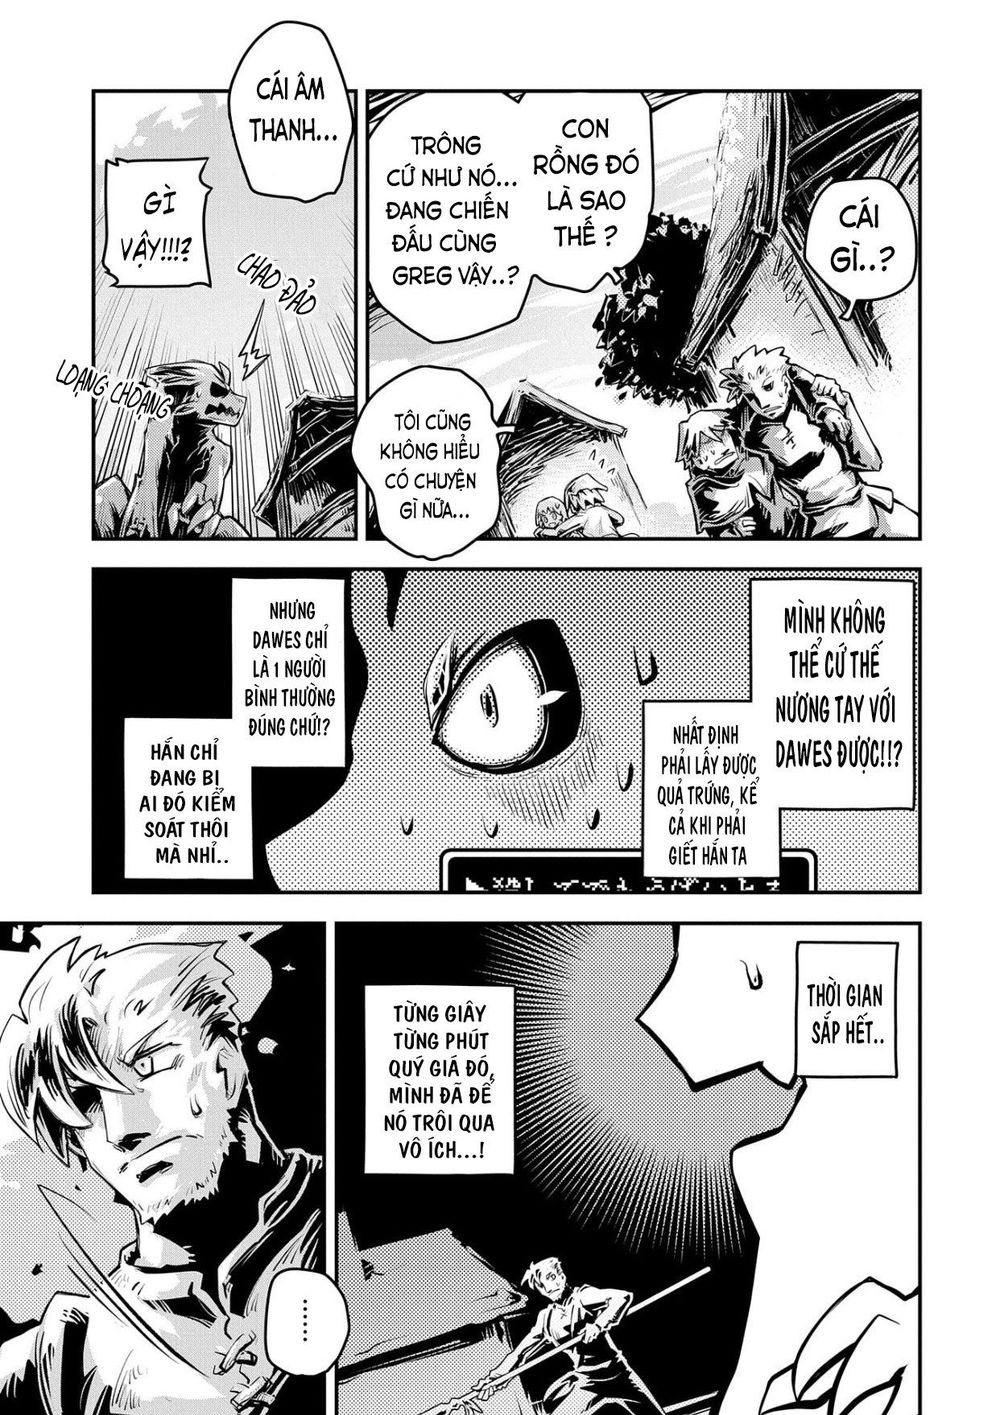 CÁI
GÌ..?
CON
RỒNG ĐÓ
LÀ SAO
THẾ ?
TRÔNG
CỨ NHƯ NÓ...
ĐANG CHIẾN
ĐẤU CÙNG
GREG VẬY..?
TÔI CŨNG
KHÔNG HIỂU
CÓ CHUYỆN
GÌ NỮA...
CÁI ÂM
THANH...
GÌ
VẬY!!!?
CHAO ĐẢO
LOẠNG CHOẠNG
MÌNH KHÔNG
THỂ CỨ THẾ
NƯƠNG TAY VỚI
DAWES ĐƯỢC!!!?
NHẤT ĐỊNH
PHẢI LẤY ĐƯỢC
QUẢ TRỨNG, KỂ
CẢ KHI PHẢI
GIẾT HẮN TA
NHƯNG
DAWES CHỈ
LÀ 1 NGƯỜI
BÌNH THƯỜNG
ĐÚNG CHỨ!?
HẮN CHỈ
ĐANG BỊ
AI ĐÓ KIỂM
SOÁT THÔI
MÀ NHỈ..
THỜI GIAN
SẮP HẾT..
TỪNG GIÂY
TỪNG PHÚT
QUÝ GIÁ ĐÓ,
MÌNH ĐÃ ĐỂ
NÓ TRÔI QUA
VÔ ÍCH...!
......